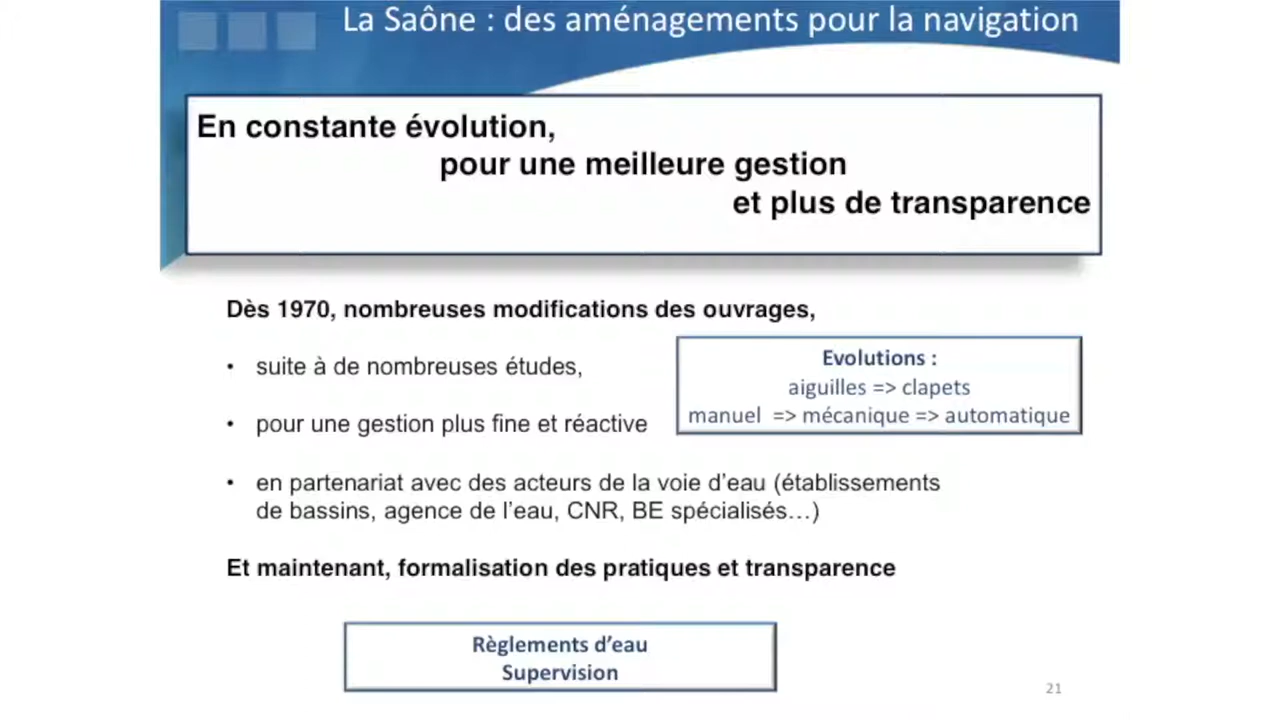 La Saône : des aménagements pour la navigation
En constante évolution,
pour une meilleure gestion
et plus de transparence
Dès 1970, nombreuses modifications des ouvrages,
• suite à de nombreuses études,
• pour une gestion plus fine et réactive
Evolutions :
aiguilles => clapets
manuel => mécanique => automatique
• en partenariat avec des acteurs de la voie d'eau (établissements
de bassins, agence de l'eau, CNR, BE spécialisés…)
Et maintenant, formalisation des pratiques et transparence
Règlements d'eau
Supervision
21